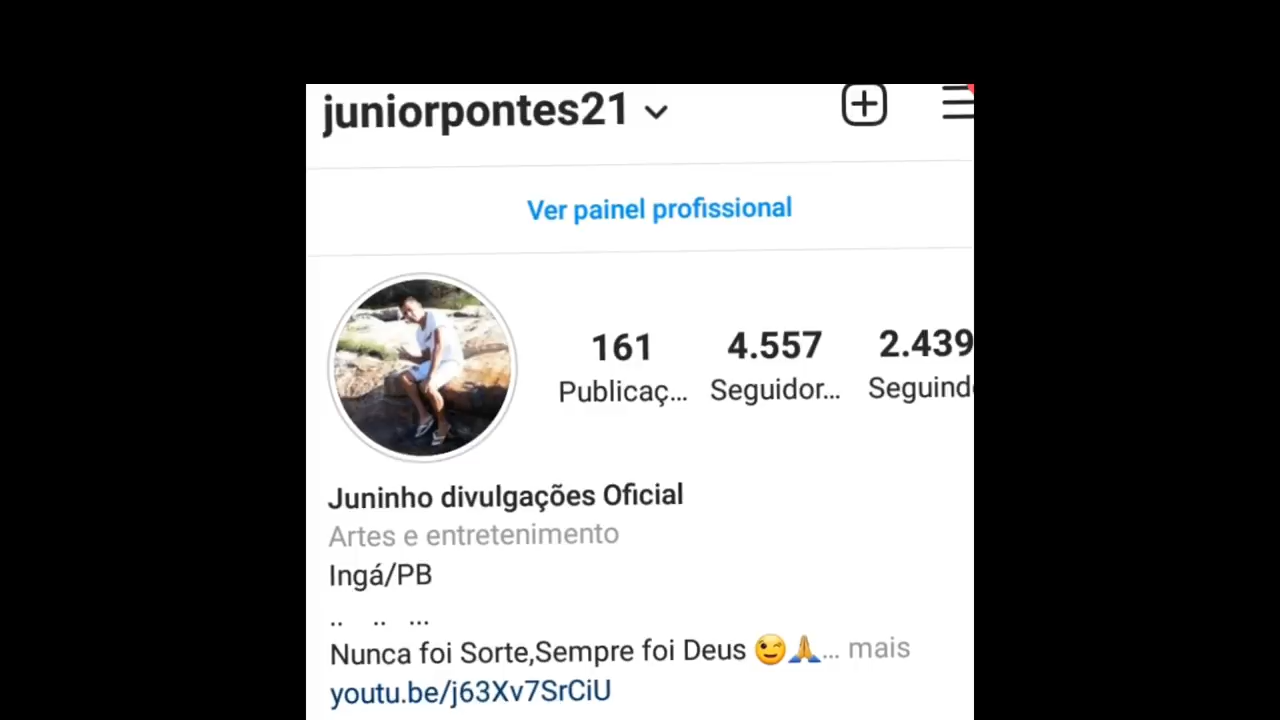 juniorpontes21
Ver painel profissional
161 4.557 2.439
Publicaç... Seguidor... Seguind
Juninho divulgações Oficial
Artes e entretenimento
Ingá/PB
.. .. ...
Nunca foi Sorte,Sempre foi Deus 😉🙏... mais
youtu.be/j63Xv7SrCiU